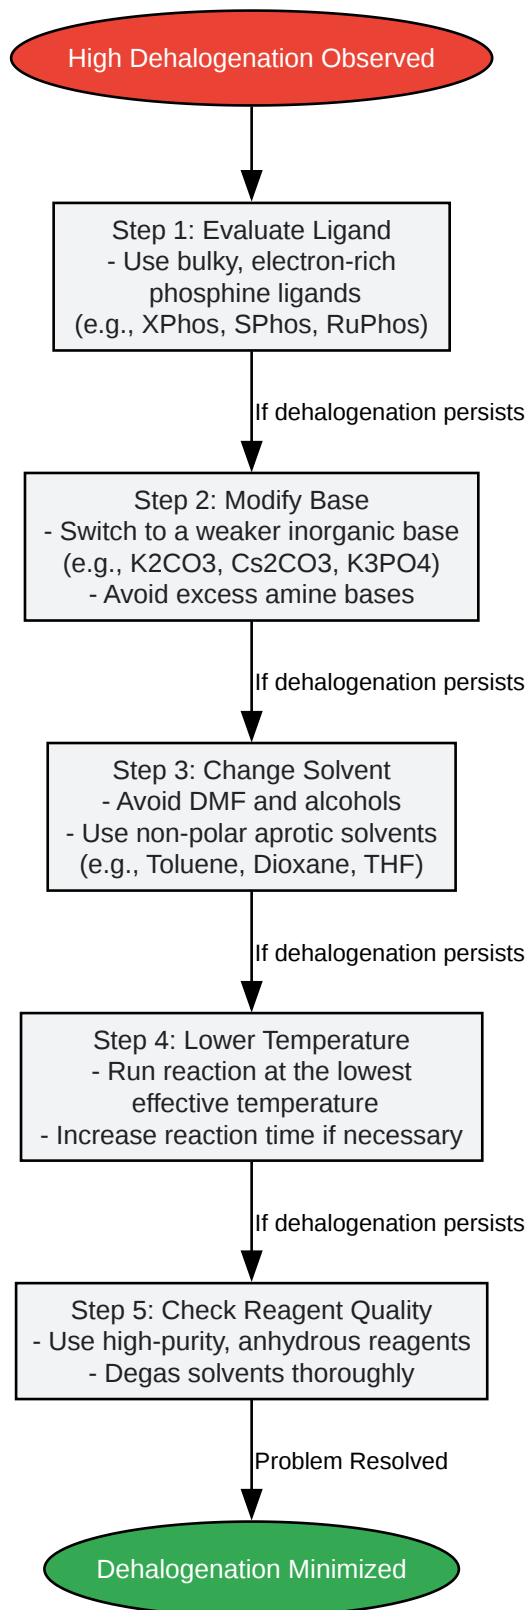 High Dehalogenation Observed
Step 1: Evaluate Ligand
- Use bulky, electron-rich
phosphine ligands
(e.g., XPhos, SPhos, RuPhos)
If dehalogenation persists
Step 2: Modify Base
- Switch to a weaker inorganic base
(e.g., K2CO3, Cs2CO3, K3PO4)
- Avoid excess amine bases
If dehalogenation persists
Step 3: Change Solvent
- Avoid DMF and alcohols
- Use non-polar aprotic solvents
(e.g., Toluene, Dioxane, THF)
If dehalogenation persists
Step 4: Lower Temperature
- Run reaction at the lowest
effective temperature
- Increase reaction time if necessary
If dehalogenation persists
Step 5: Check Reagent Quality
- Use high-purity, anhydrous reagents
- Degas solvents thoroughly
Problem Resolved
Dehalogenation Minimized